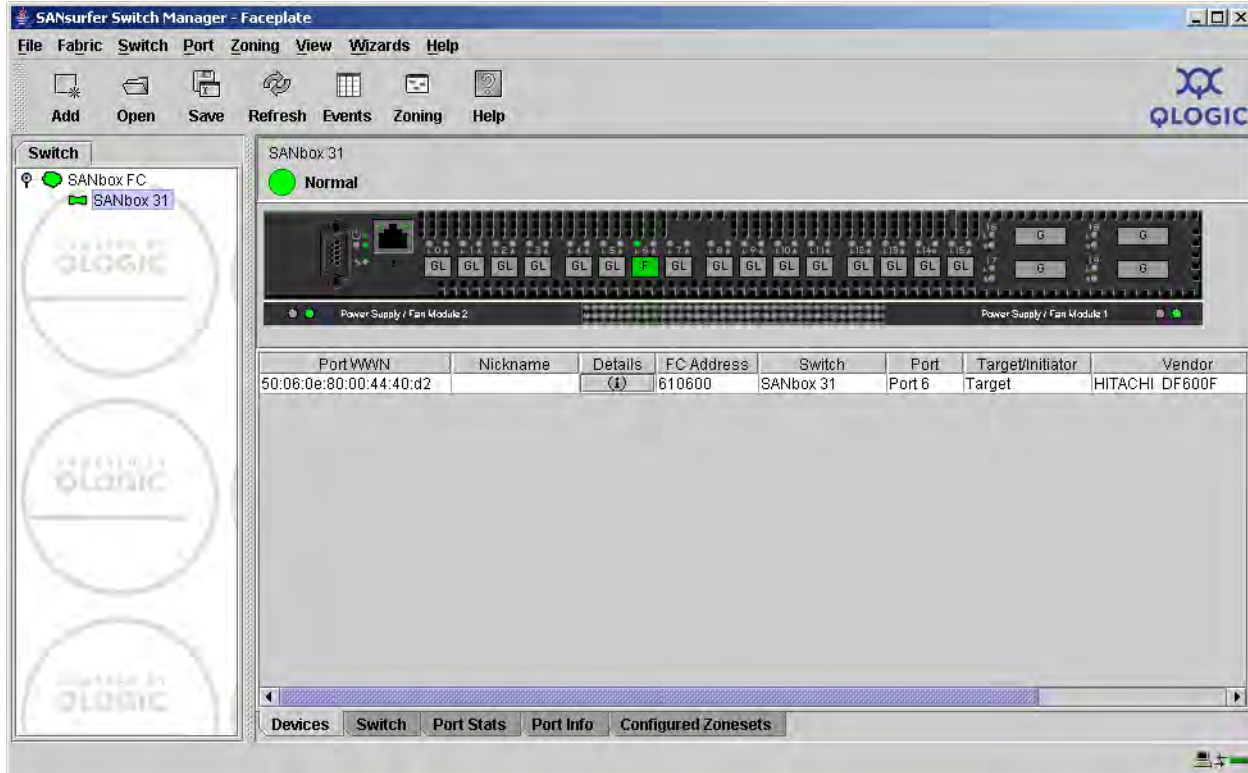 SANsurfer Switch Manager - Faceplate
File Fabric Switch Port Zoning View Wizards Help
Add Open Save Refresh Events Zoning Help
QLOGIC
Switch
SANbox FC
SANbox 31
SANbox 31
Normal
GL GL GL GL GL GL F GL GL GL GL GL GL GL GL GL
G G
G G
Power Supply / Fan Module 2
Power Supply / Fan Module 1
Port WWN Nickname Details FC Address Switch Port Target/Initiator Vendor
50:06:0e:80:00:44:40:d2 610600 SANbox 31 Port 6 Target HITACHI DF600F
QLOGIC
QLOGIC
QLOGIC
Devices Switch Port Stats Port Info Configured Zonesets